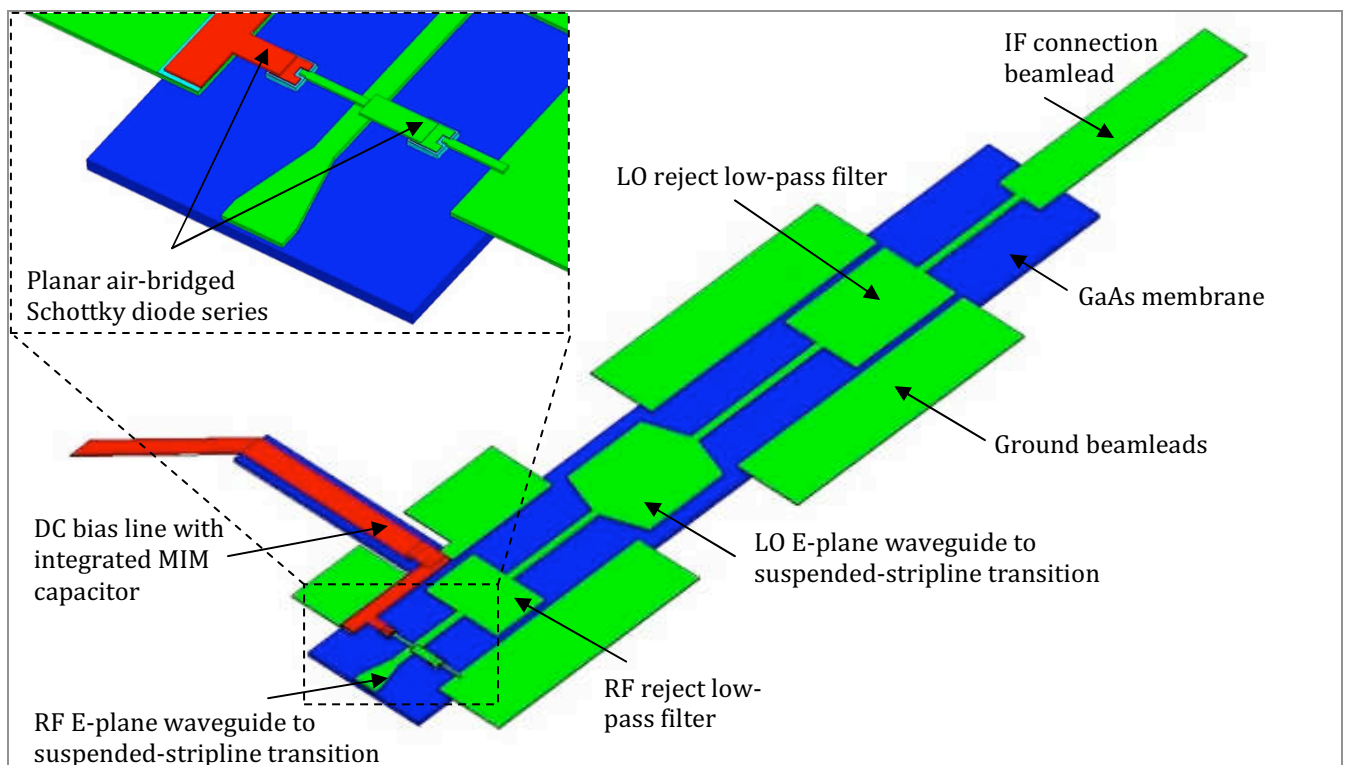 IF connection
beamlead
LO reject low-pass filter
Planar air-bridged
Schottky diode series
GaAs membrane
Ground beamleads
DC bias line with
integrated MIM
capacitor
LO E-plane waveguide to
suspended-stripline transition
RF reject low-
pass filter
RF E-plane waveguide to
suspended-stripline transition